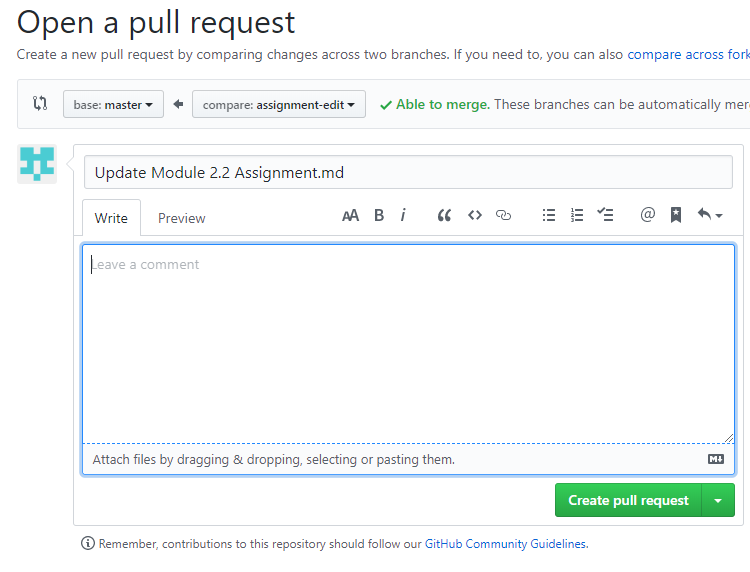 Open a pull request
Create a new pull request by comparing changes across two branches. If you need to, you can also compare across fork
base: master compare: assignment-edit Able to merge. These branches can be automatically mer
Update Module 2.2 Assignment.md
Write Preview AA B i @
Leave a comment
Attach files by dragging & dropping, selecting or pasting them. M
Create pull request
Remember, contributions to this repository should follow our GitHub Community Guidelines.